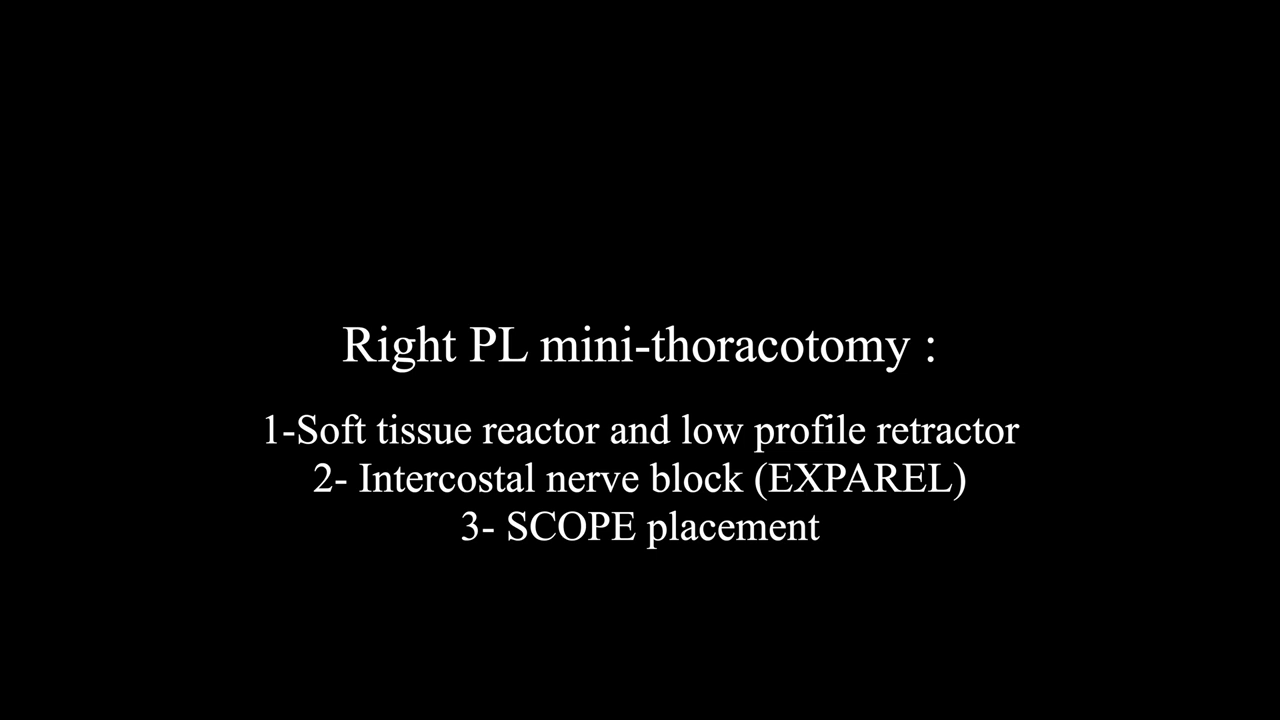 Right PL mini-thoracotomy :
1-Soft tissue reactor and low profile retractor
2- Intercostal nerve block (EXPAREL)
3- SCOPE placement